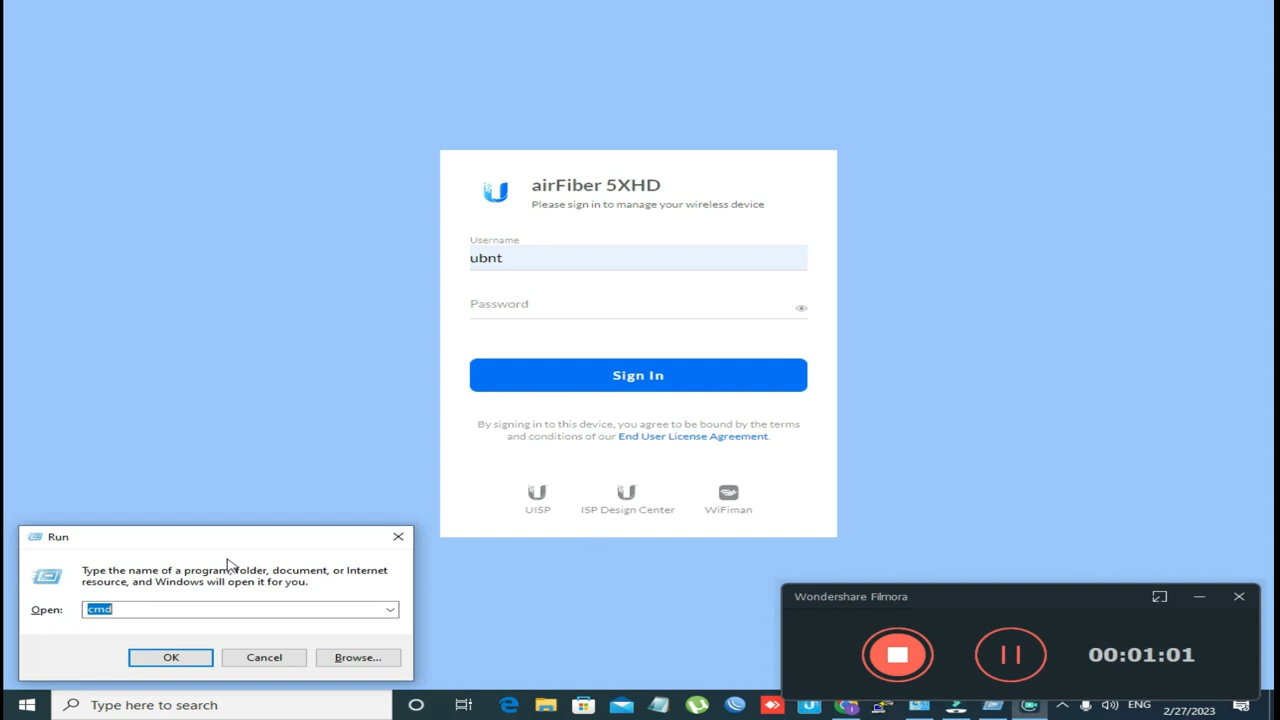 airFiber 5XHD
Please sign in to manage your wireless device
Username
ubnt
Password
Sign In
By signing in to this device, you agree to be bound by the terms
and conditions of our End User License Agreement.
UISP
ISP Design Center
WiFiman
Run
Type the name of a program, folder, document, or Internet
resource, and Windows will open it for you.
Open:
cmd
OK
Cancel
Browse...
Wondershare Filmora
00:01:01
Type here to search
ENG
2/27/2023